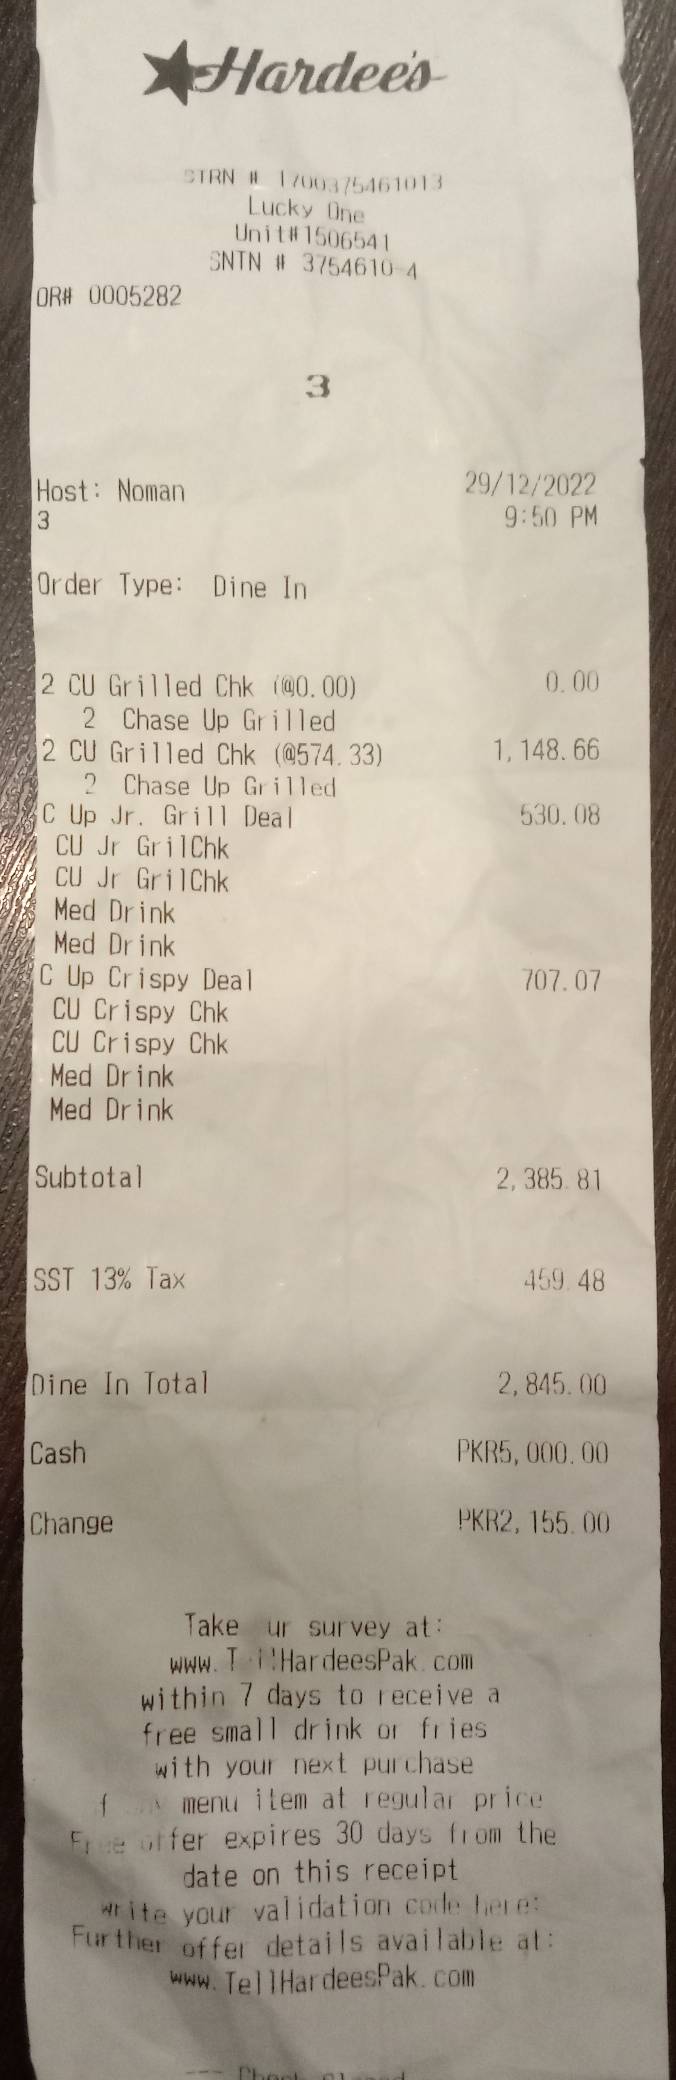 Hardee's
STRN # 1700375461013
Lucky One
Unit#1506541
SNTN # 3754610-4
OR# 0005282
3
Host: Noman 29/12/2022
3 9:50 PM
Order Type: Dine In
2 CU Grilled Chk (@0.00) 0.00
2 Chase Up Grilled
2 CU Grilled Chk (@574.33) 1,148.66
2 Chase Up Grilled
C Up Jr. Grill Deal 530.08
CU Jr GrilChk
CU Jr GrilChk
Med Drink
Med Drink
C Up Crispy Deal 707.07
CU Crispy Chk
CU Crispy Chk
Med Drink
Med Drink
Subtotal 2,385.81
SST 13% Tax 459.48
Dine In Total 2,845.00
Cash PKR5,000.00
Change PKR2,155.00
Take ur survey at:
www.TellHardeesPak.com
within 7 days to receive a
free small drink or fries
with your next purchase
menu item at regular price
Free offer expires 30 days from the
date on this receipt
write your validation code here:
Further offer details available at:
www.TellHardeesPak.com